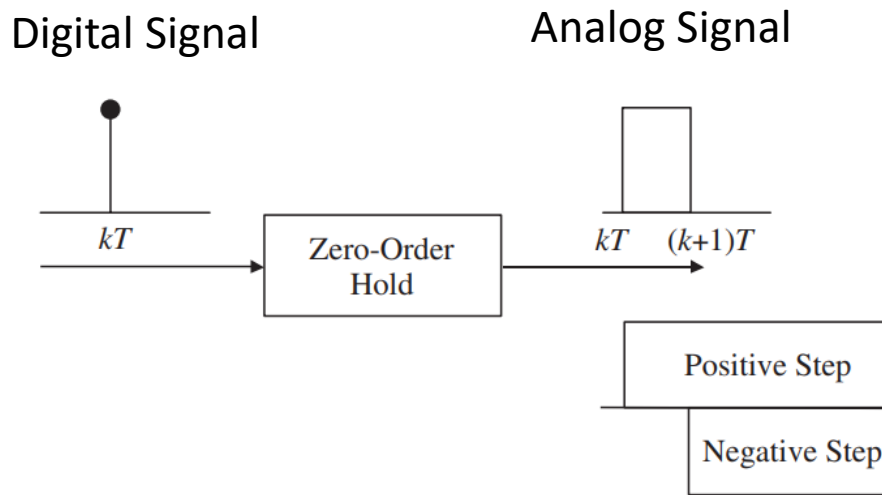 Digital Signal
Analog Signal
kT
Zero-Order
Hold
kT
(k+1)T
Positive Step
Negative Step